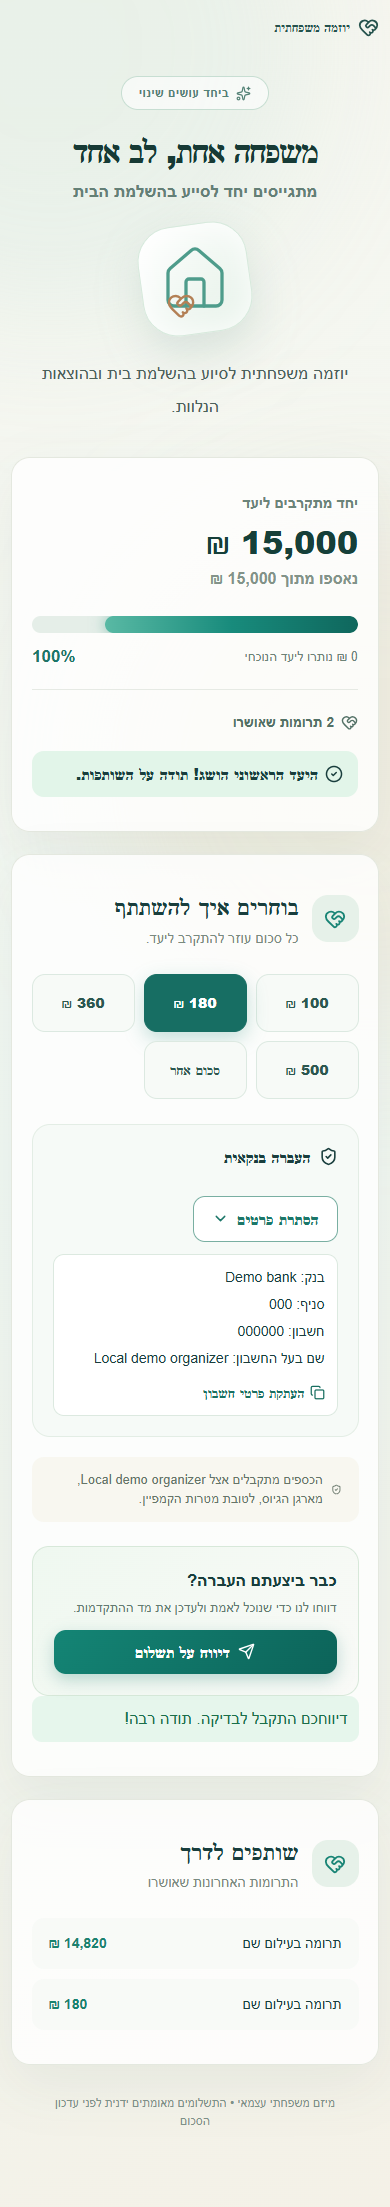 יוזמה משפחתית
ביחד עושים שינוי
משפחה אחת, לב אחד
מתגייסים יחד לסייע בהשלמת הבית
יוזמה משפחתית לסיוע בהשלמת בית ובהוצאות
הנלוות.
יחד מתקרבים ליעד
15,000 ₪
נאספו מתוך 15,000 ₪
0 ₪ נותרו ליעד הנוכחי
100%
2 תרומות שאושרו
היעד הראשוני הושג! תודה על השותפות.
בוחרים איך להשתתף
כל סכום עוזר להתקרב ליעד.
100 ₪
180 ₪
360 ₪
500 ₪
סכום אחר
העברה בנקאית
הסתרת פרטים
בנק: Demo bank
סניף: 000
חשבון: 000000
שם בעל החשבון: Local demo organizer
העתקת פרטי חשבון
הכספים מתקבלים אצל Local demo organizer,
מארגן הגיוס, לטובת מטרות הקמפיין.
כבר ביצעתם העברה?
דווחו לנו כדי שנוכל לאמת ולעדכן את מד ההתקדמות.
דיווח על תשלום
דיווחכם התקבל לבדיקה. תודה רבה!
שותפים לדרך
התרומות האחרונות שאושרו
תרומה בעילום שם
14,820 ₪
תרומה בעילום שם
180 ₪
מיזם משפחתי עצמאי • התשלומים מאומתים ידנית לפני עדכון
הסכום